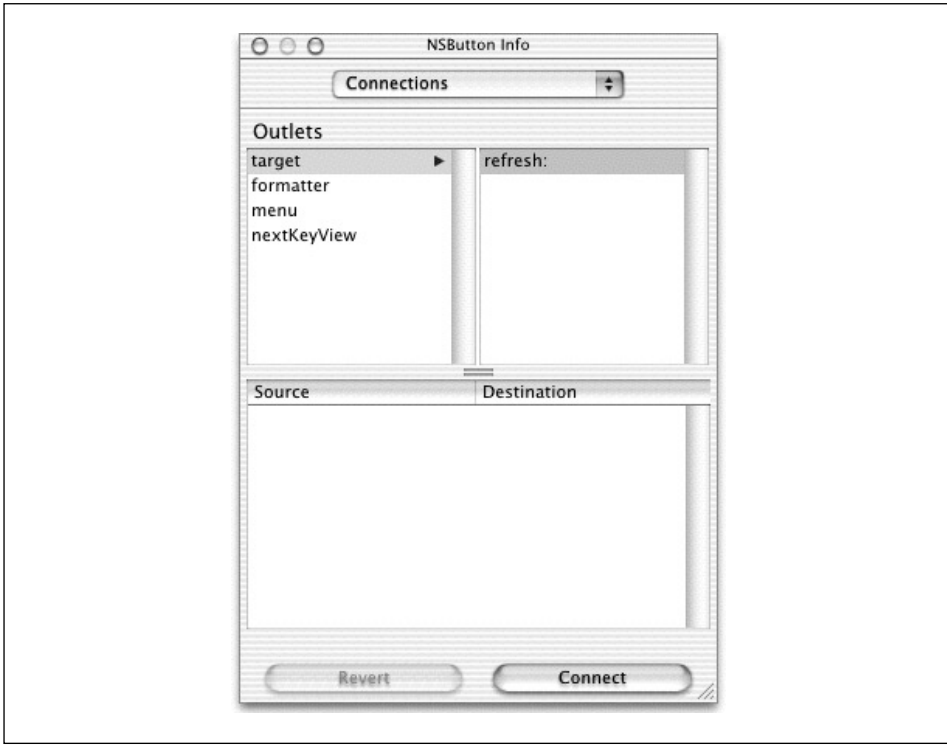 NSButton Info
Connections
Outlets
target
refresh:
formatter
menu
nextKeyView
Source
Destination
Revert
Connect